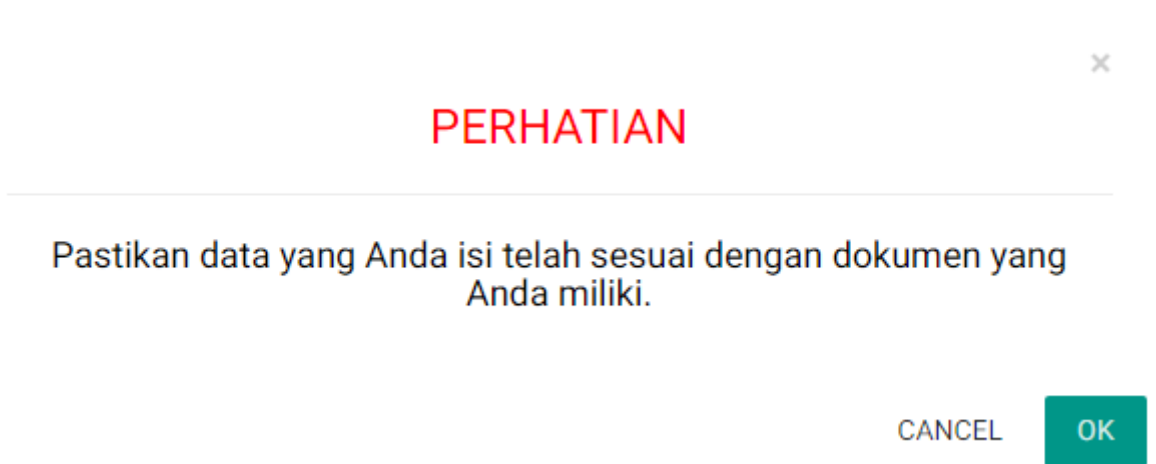 ×
PERHATIAN
Pastikan data yang Anda isi telah sesuai dengan dokumen yang
Anda miliki.
CANCEL OK